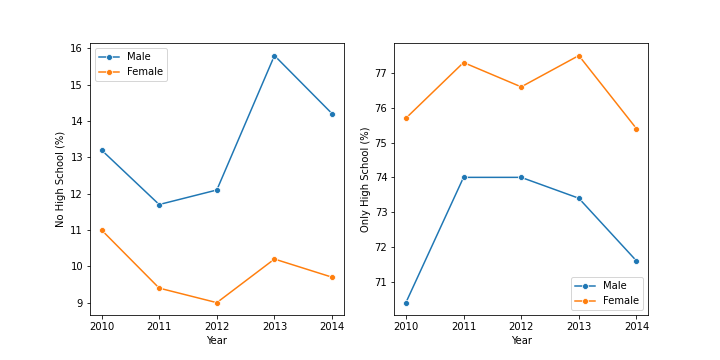 No High School (%)
16
15
14
13
12
11
10
9
Male
Female
2010 2011 2012 2013 2014
Year
Only High School (%)
77
76
75
74
73
72
71
Male
Female
2010 2011 2012 2013 2014
Year